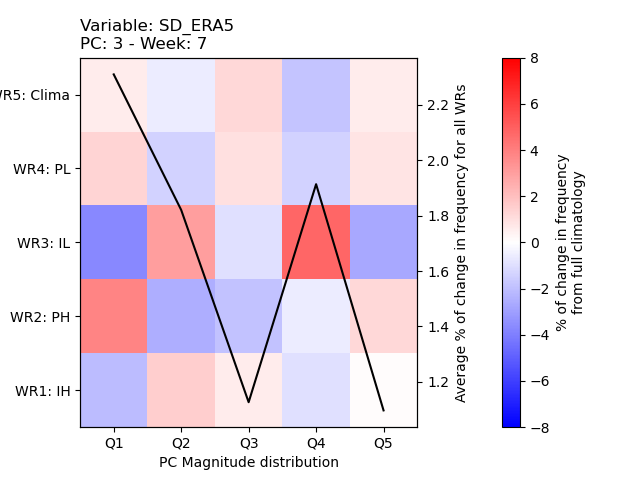 Variable: SD_ERA5
PC: 3 - Week: 7
WR5: Clima
WR4: PL
WR3: IL
WR2: PH
WR1: IH
Q1 Q2 Q3 Q4 Q5
PC Magnitude distribution
2.2
2.0
1.8
1.6
1.4
1.2
Average % of change in frequency for all WRs
8
6
4
2
0
−2
−4
−6
−8
% of change in frequency
from full climatology